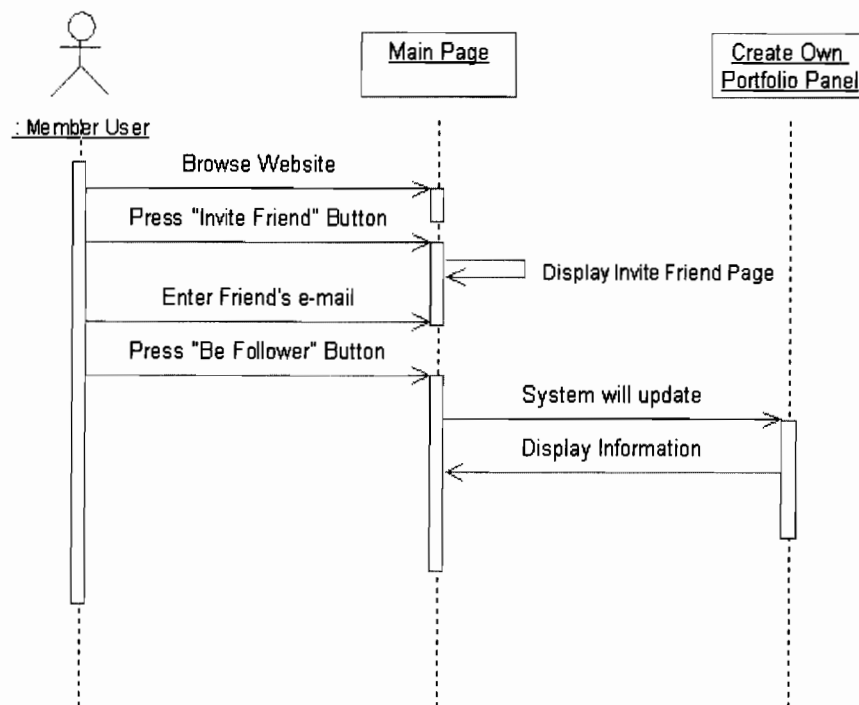 Main Page
Create Own
Portfolio Panel
: Member User
Browse Website
Press "Invite Friend" Button
Display Invite Friend Page
Enter Friend's e-mail
Press "Be Follower" Button
System will update
Display Information